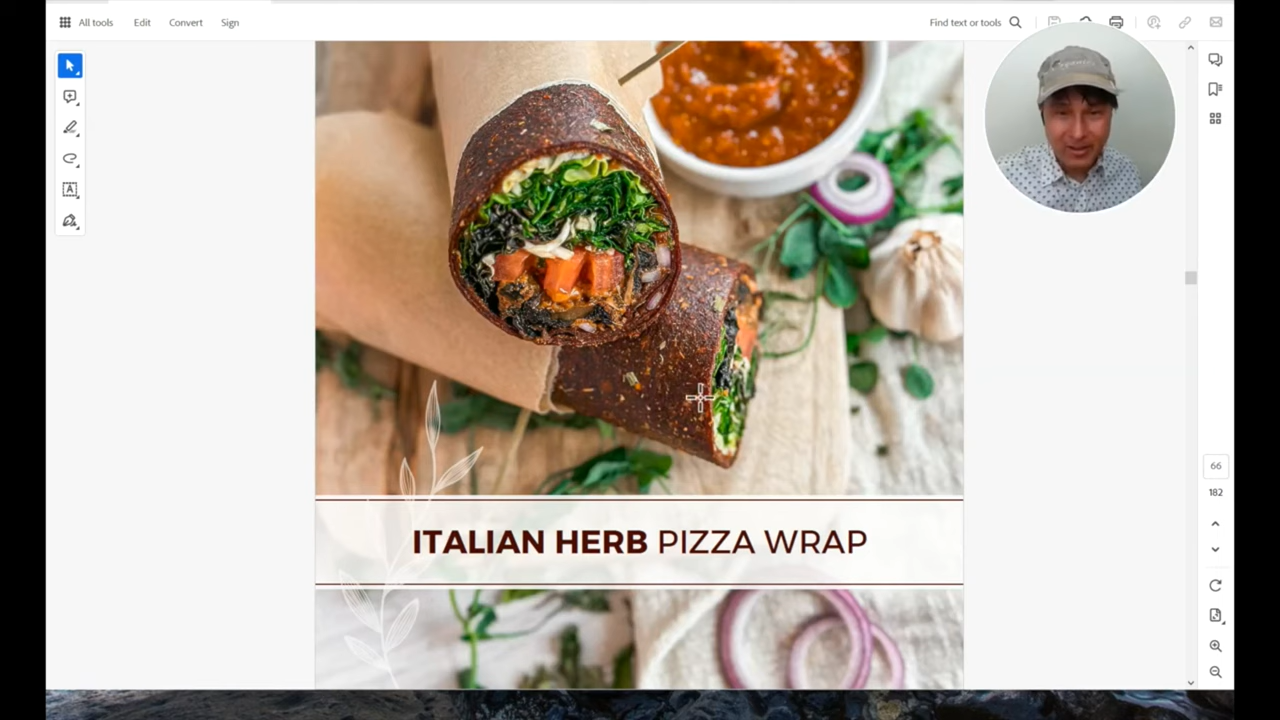 All tools Edit Convert Sign Find text or tools
ITALIAN HERB PIZZA WRAP
66
182